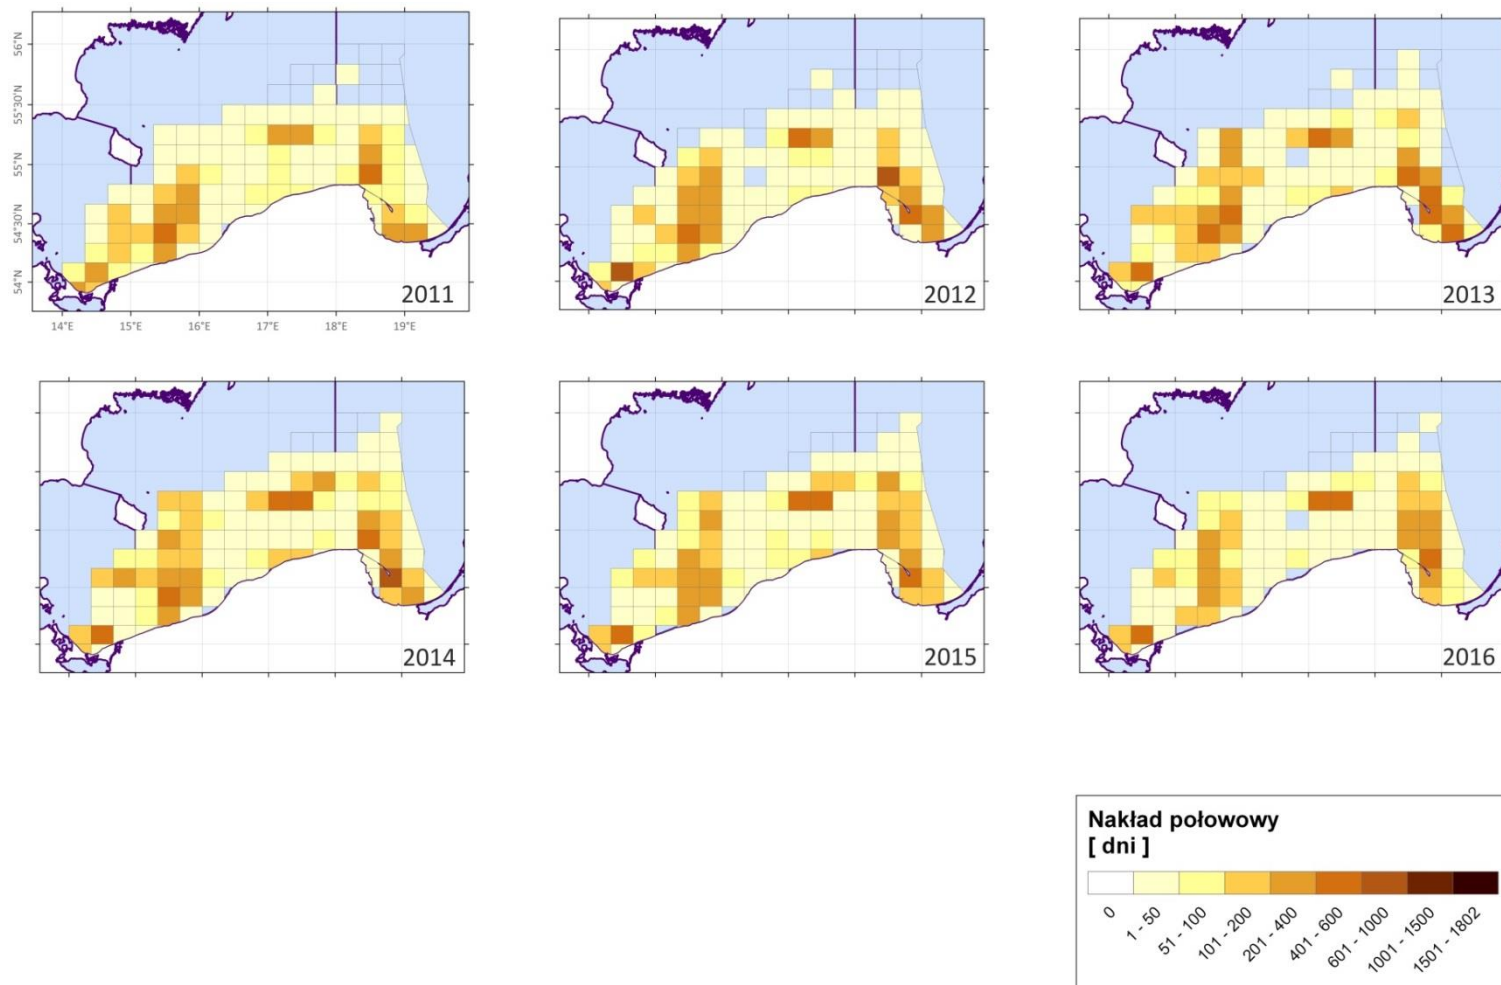 56°N
55°30'N
55°N
54°30'N
54°N
14°E 15°E 16°E 17°E 18°E 19°E
2011
2012
2013
2014
2015
2016
Nakład połowowy
[ dni ]
0
1 - 50
51 - 100
101 - 200
201 - 400
401 - 600
601 - 1000
1001 - 1500
1501 - 1802